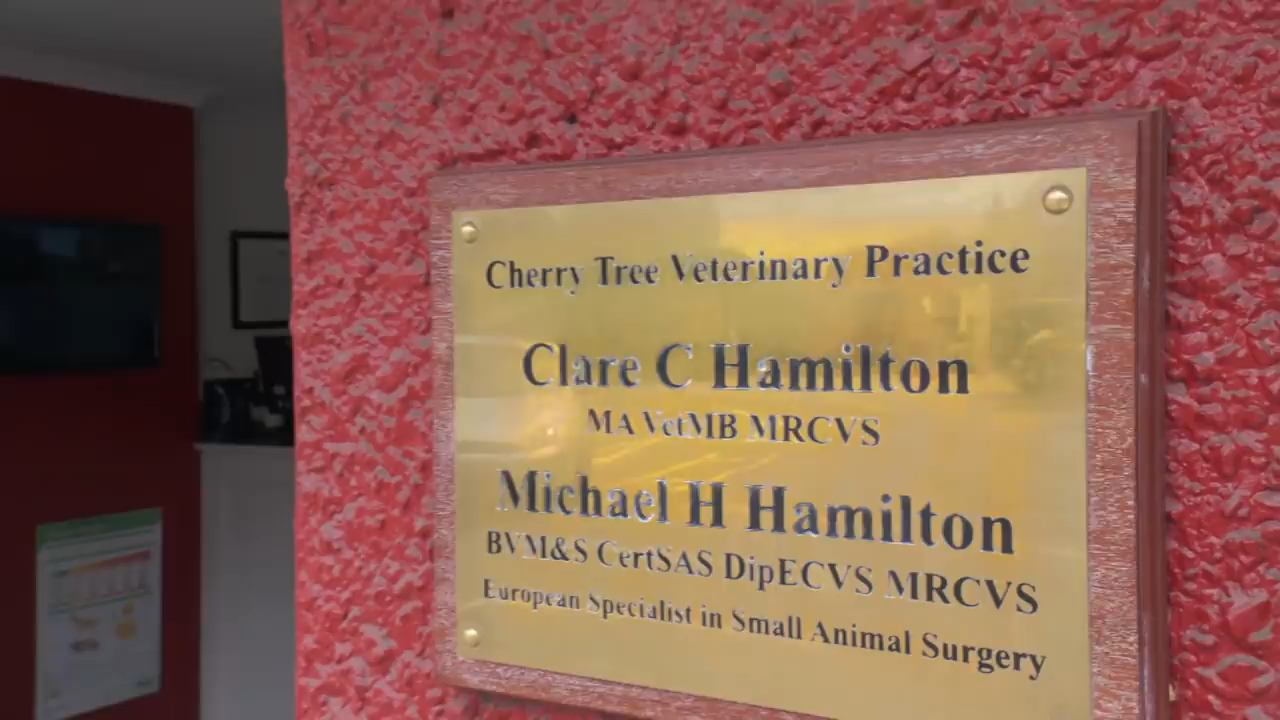 Cherry Tree Veterinary Practice
Clare C Hamilton
MA VetMB MRCVS
Michael H Hamilton
BVM&S CertSAS DipECVS MRCVS
European Specialist in Small Animal Surgery